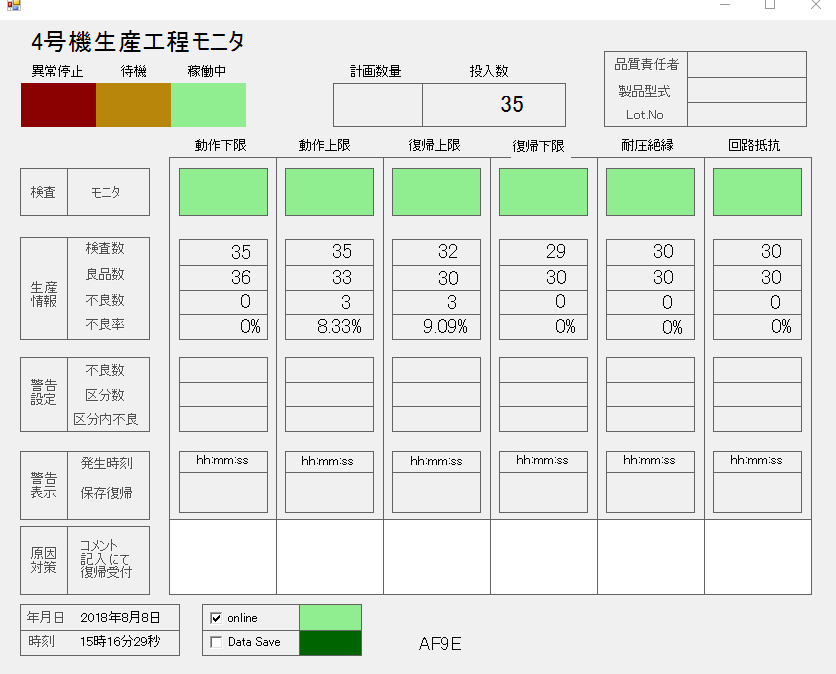 4号機生産工程モニタ
異常停止 待機 稼働中
計画数量 投入数
35
品質責任者
製品型式
Lot.No
動作下限 動作上限 復帰上限 復帰下限 耐圧絶縁 回路抵抗
検査 モニタ
生産情報
検査数 35 35 32 29 30 30
良品数 36 33 30 30 30 30
不良数 0 3 3 0 0 0
不良率 0% 8.33% 9.09% 0% 0% 0%
警告設定
不良数
区分数
区分内不良
警告表示
発生時刻 hh:mm:ss hh:mm:ss hh:mm:ss hh:mm:ss hh:mm:ss hh:mm:ss
保存復帰
原因対策
コメント
記入にて
復帰受付
年月日 2018年8月8日
時刻 15時16分29秒
online
Data Save
AF9E